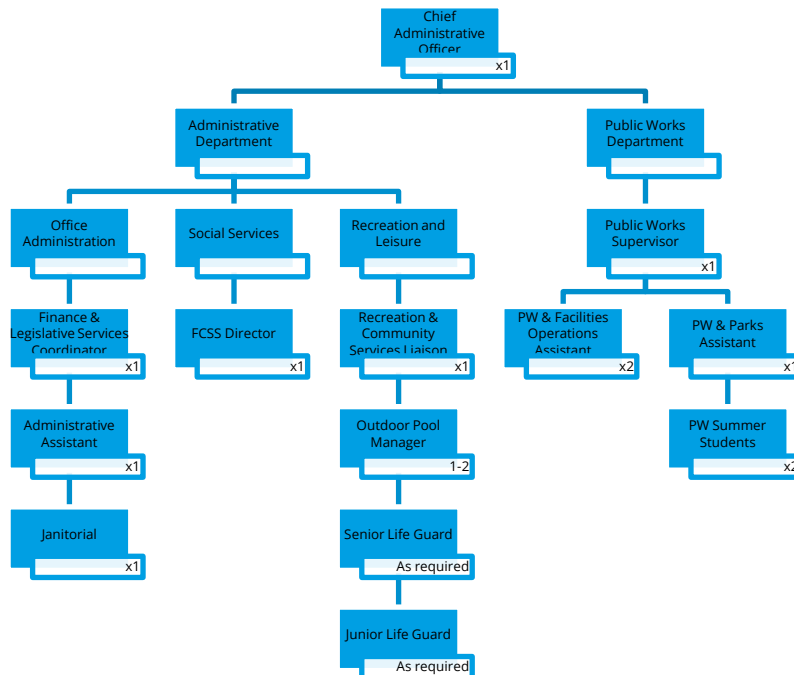 Chief
Administrative
Officer
x1
Administrative
Department
Public Works
Department
Office
Administration
Social Services
Recreation and
Leisure
Public Works
Supervisor
x1
Finance &
Legislative Services
Coordinator
x1
FCSS Director
x1
Recreation &
Community
Services Liaison
x1
PW & Facilities
Operations
Assistant
x2
PW & Parks
Assistant
x1
Administrative
Assistant
x1
Outdoor Pool
Manager
1-2
PW Summer
Students
x2
Janitorial
x1
Senior Life Guard
As required
Junior Life Guard
As required